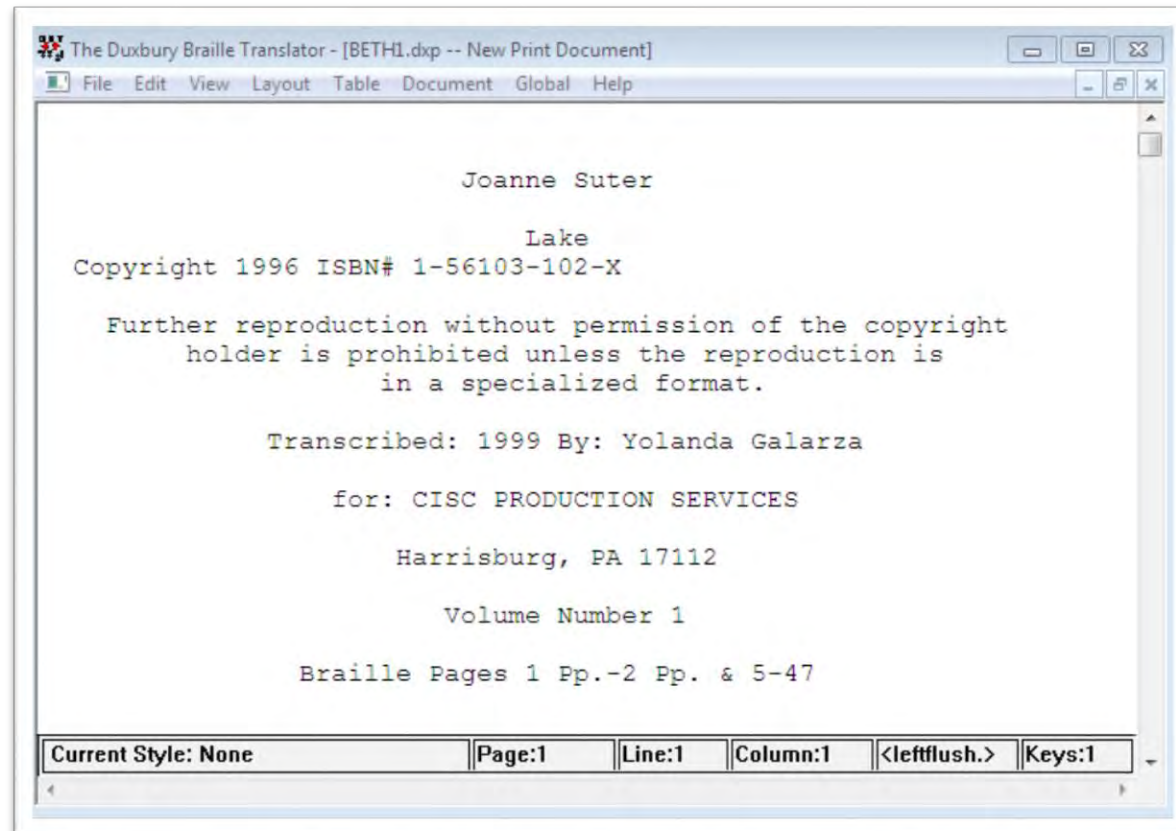 The Duxbury Braille Translator - [BETH1.dxp -- New Print Document]
File Edit View Layout Table Document Global Help
Joanne Suter
Lake
Copyright 1996 ISBN# 1-56103-102-X
Further reproduction without permission of the copyright
holder is prohibited unless the reproduction is
in a specialized format.
Transcribed: 1999 By: Yolanda Galarza
for: CISC PRODUCTION SERVICES
Harrisburg, PA 17112
Volume Number 1
Braille Pages 1 Pp.-2 Pp. & 5-47
Current Style: None Page:1 Line:1 Column:1 <leftflush.> Keys:1